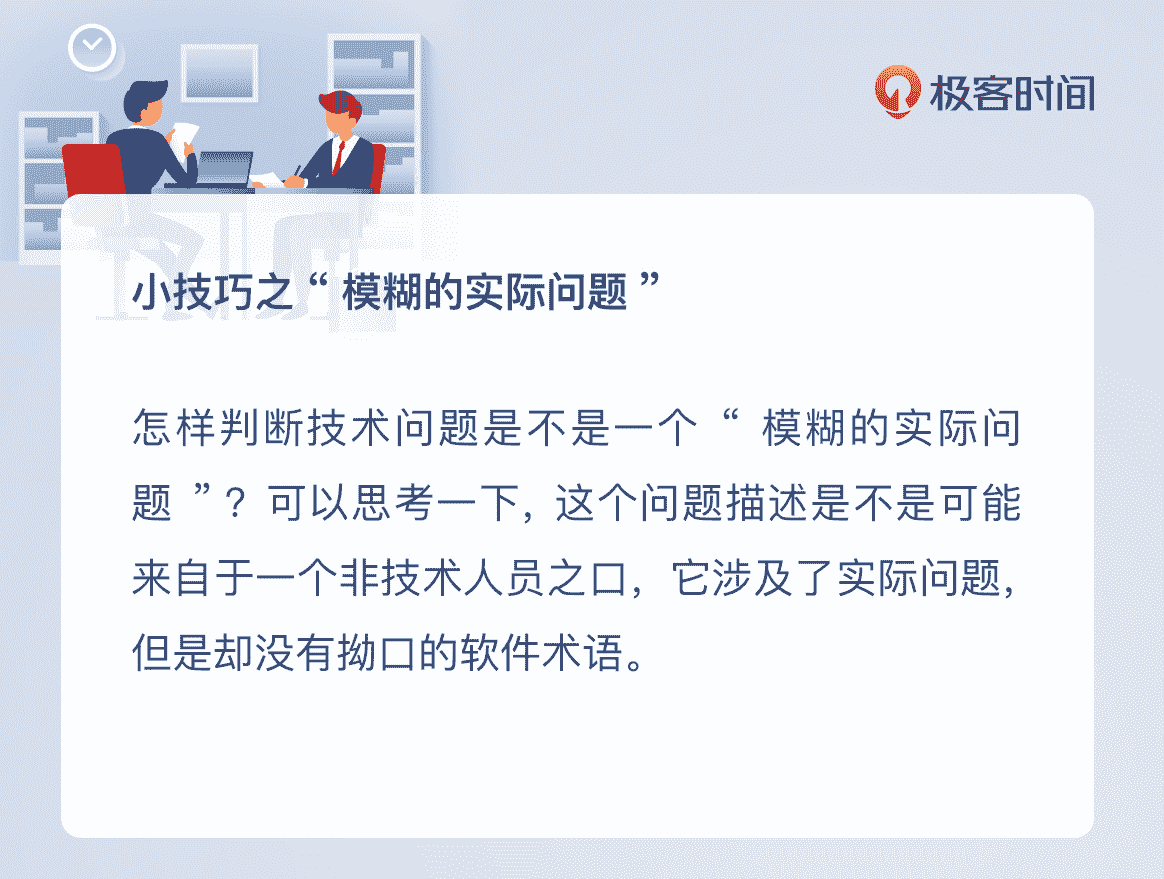 极客时间
小技巧之“模糊的实际问题”
怎样判断技术问题是不是一个“模糊的实际问
题”？可以思考一下，这个问题描述是不是可能
来自于一个非技术人员之口，它涉及了实际问题，
但是却没有拗口的软件术语。